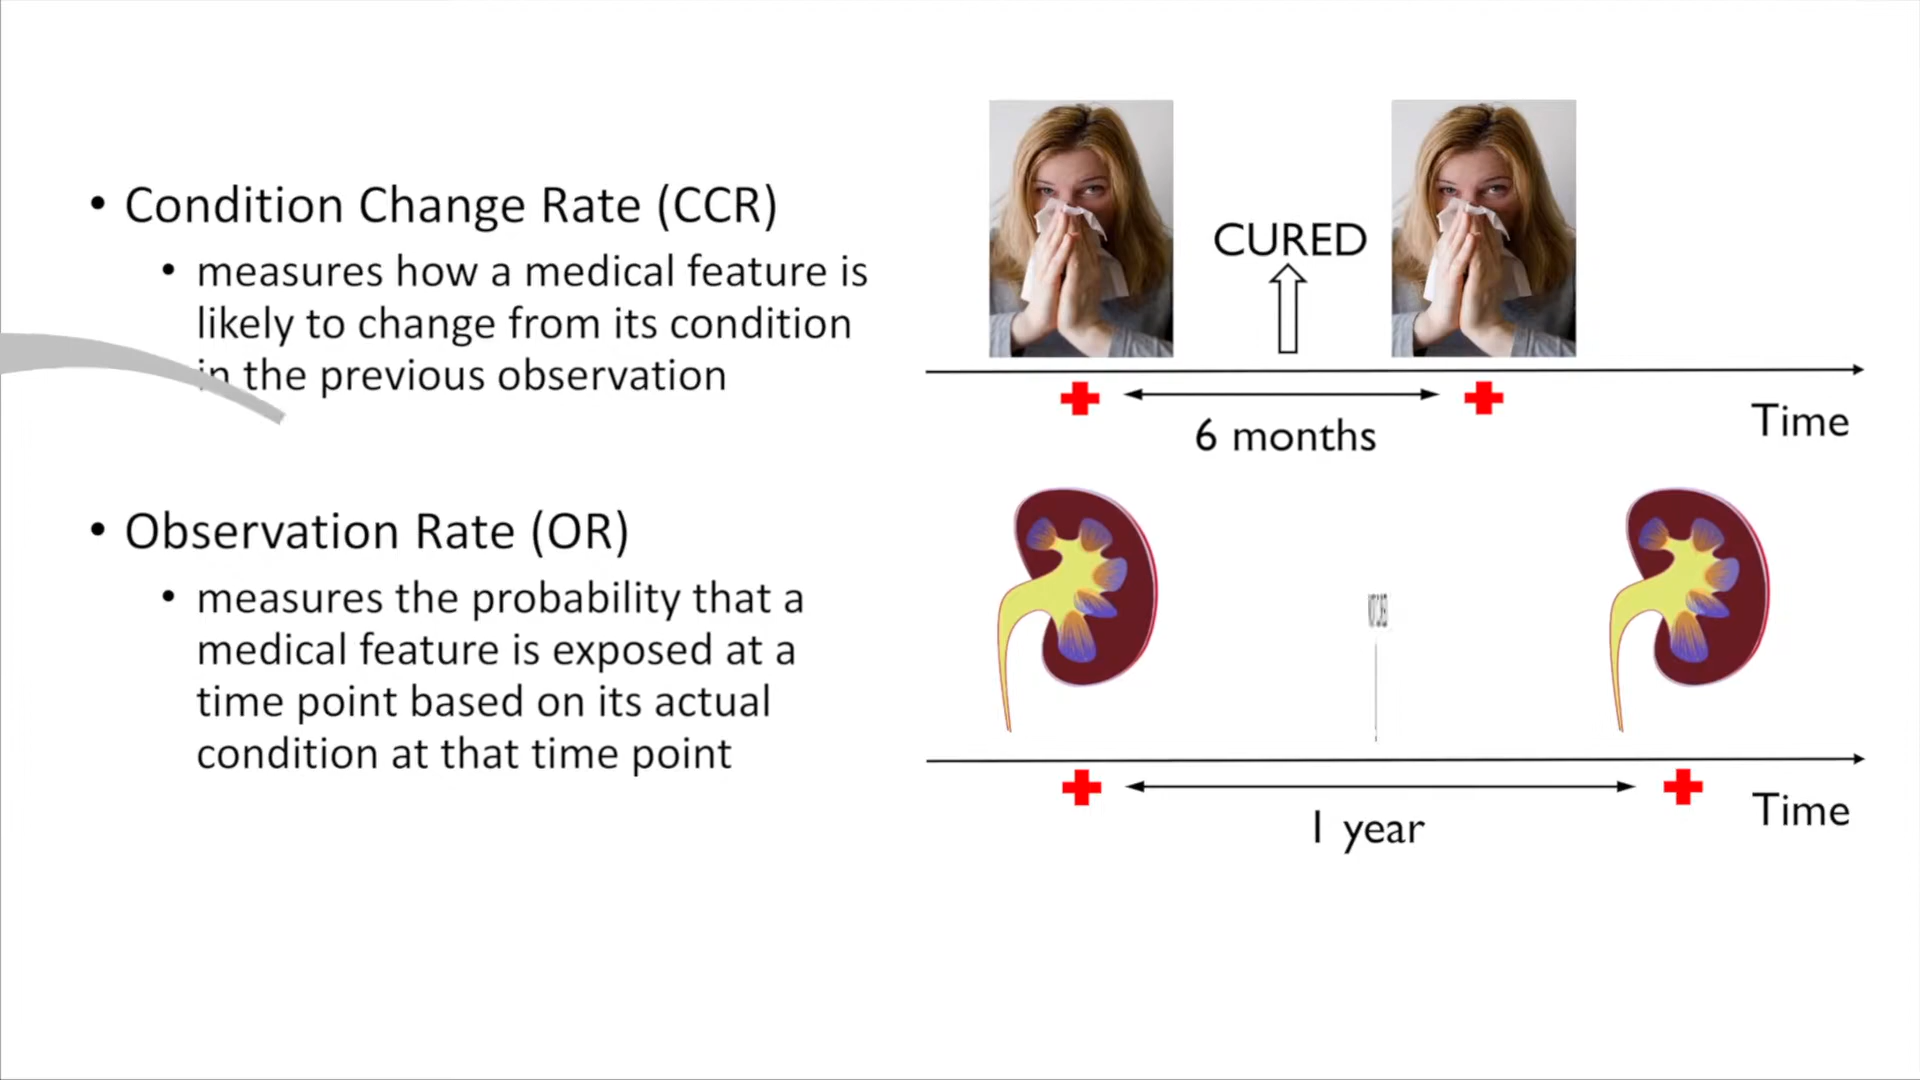 • Condition Change Rate (CCR)
• measures how a medical feature is
likely to change from its condition
in the previous observation
• Observation Rate (OR)
• measures the probability that a
medical feature is exposed at a
time point based on its actual
condition at that time point
CURED
6 months
Time
1 year
Time